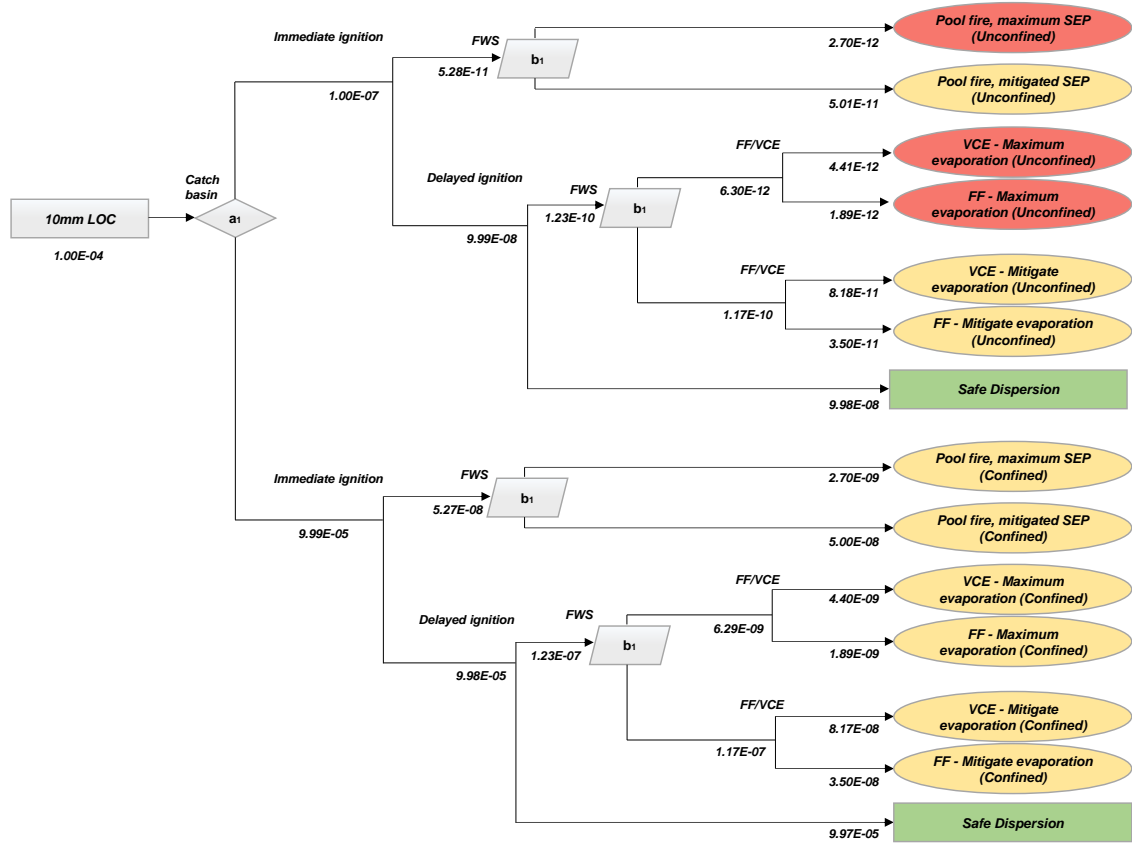 Pool fire, maximum SEP
(Unconfined)
Immediate ignition
FWS
b1
2.70E-12
5.28E-11
1.00E-07
Pool fire, mitigated SEP
(Unconfined)
5.01E-11
FF/VCE
VCE - Maximum
evaporation (Unconfined)
4.41E-12
Catch
basin
Delayed ignition
FWS
b1
6.30E-12
FF - Maximum
evaporation (Unconfined)
1.89E-12
10mm LOC
a1
1.23E-10
9.99E-08
1.00E-04
FF/VCE
VCE - Mitigate
evaporation (Unconfined)
8.18E-11
1.17E-10
FF - Mitigate evaporation
(Unconfined)
3.50E-11
Safe Dispersion
9.98E-08
Pool fire, maximum SEP
(Confined)
Immediate ignition
FWS
2.70E-09
b1
5.27E-08
9.99E-05
Pool fire, mitigated SEP
(Confined)
5.00E-08
FF/VCE
VCE - Maximum
evaporation (Confined)
4.40E-09
Delayed ignition
FWS
6.29E-09
b1
1.23E-07
FF - Maximum
evaporation (Confined)
1.89E-09
9.98E-05
FF/VCE
VCE - Mitigate
evaporation (Confined)
8.17E-08
1.17E-07
FF - Mitigate evaporation
(Confined)
3.50E-08
Safe Dispersion
9.97E-05